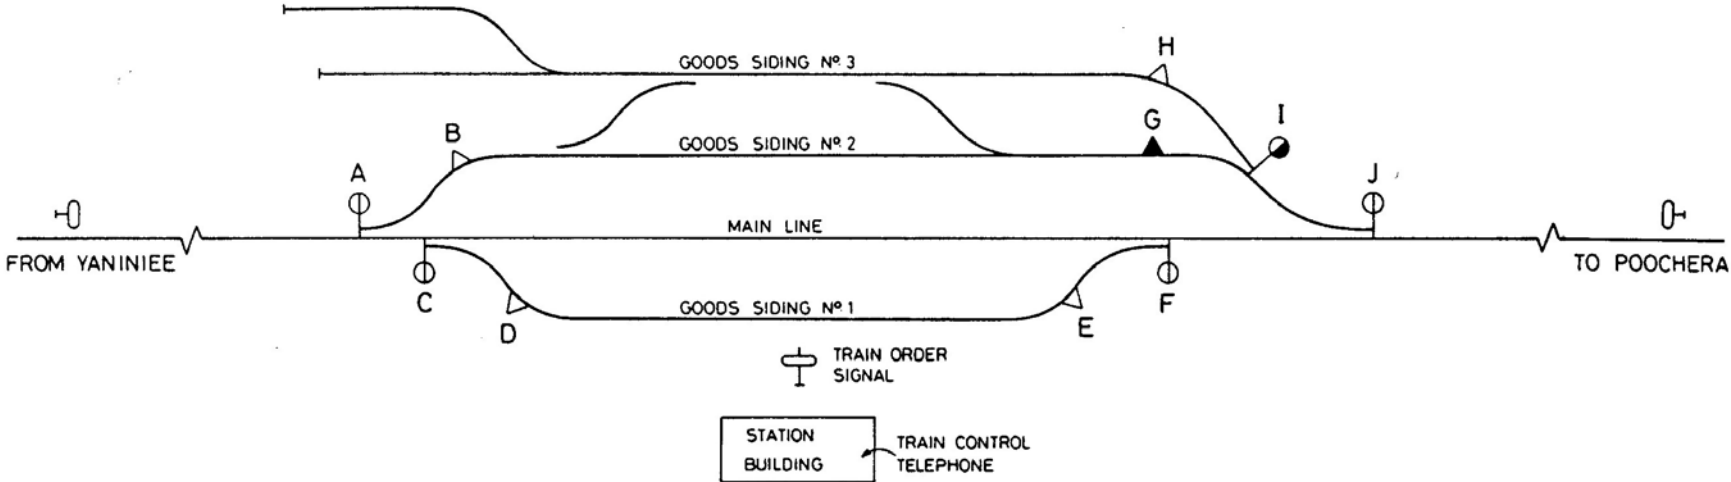 H
GOODS SIDING Nº 3
I
G
B
GOODS SIDING Nº 2
A
J
MAIN LINE
FROM YANINIEE
TO POOCHERA
C
F
GOODS SIDING Nº 1
D
E
TRAIN ORDER
SIGNAL
STATION
BUILDING
TRAIN CONTROL
TELEPHONE